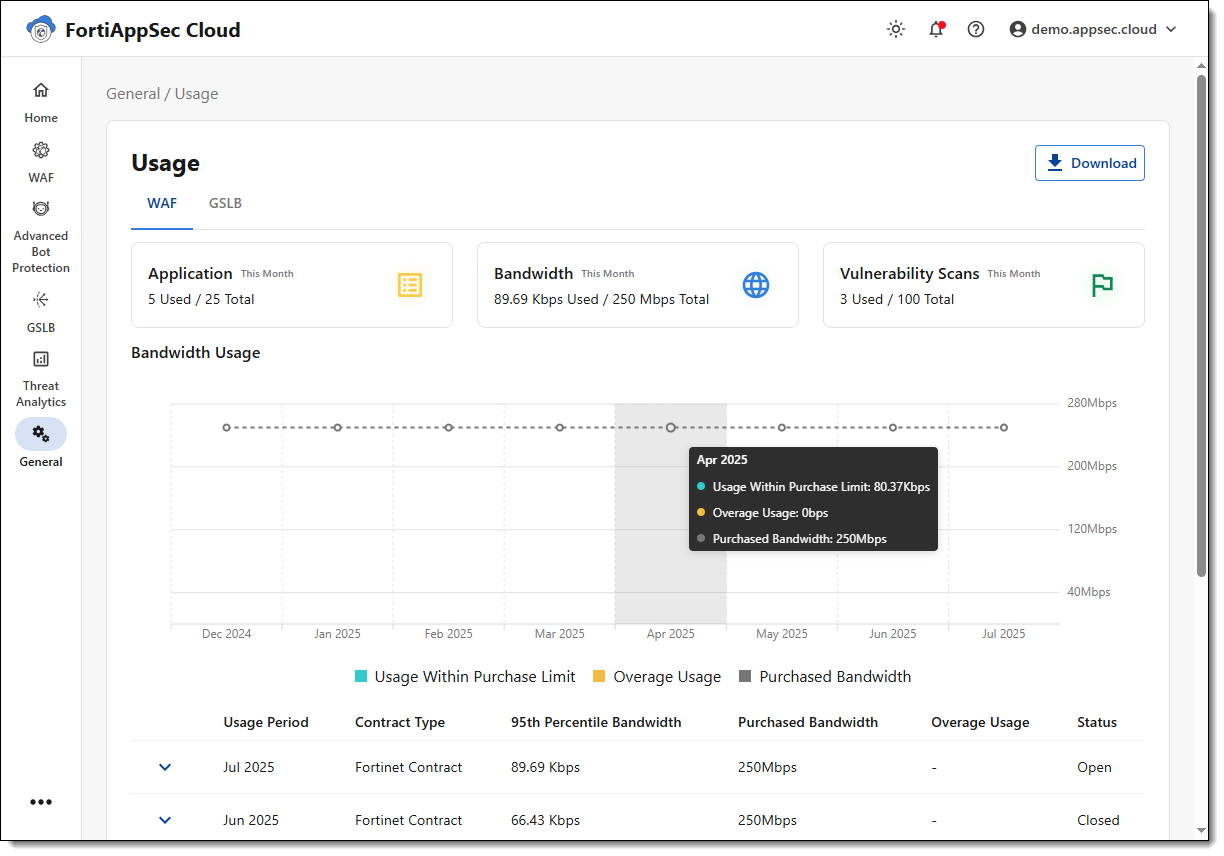 FortiAppSec Cloud
demo.appsec.cloud
Home
WAF
Advanced
Bot
Protection
GSLB
Threat
Analytics
General
General / Usage
Usage
Download
WAF
GSLB
Application This Month
5 Used / 25 Total
Bandwidth This Month
89.69 Kbps Used / 250 Mbps Total
Vulnerability Scans This Month
3 Used / 100 Total
Bandwidth Usage
280Mbps
200Mbps
120Mbps
40Mbps
Apr 2025
Usage Within Purchase Limit: 80.37Kbps
Overage Usage: 0bps
Purchased Bandwidth: 250Mbps
Dec 2024 Jan 2025 Feb 2025 Mar 2025 Apr 2025 May 2025 Jun 2025 Jul 2025
Usage Within Purchase Limit Overage Usage Purchased Bandwidth
Usage Period Contract Type 95th Percentile Bandwidth Purchased Bandwidth Overage Usage Status
Jul 2025 Fortinet Contract 89.69 Kbps 250Mbps - Open
Jun 2025 Fortinet Contract 66.43 Kbps 250Mbps - Closed